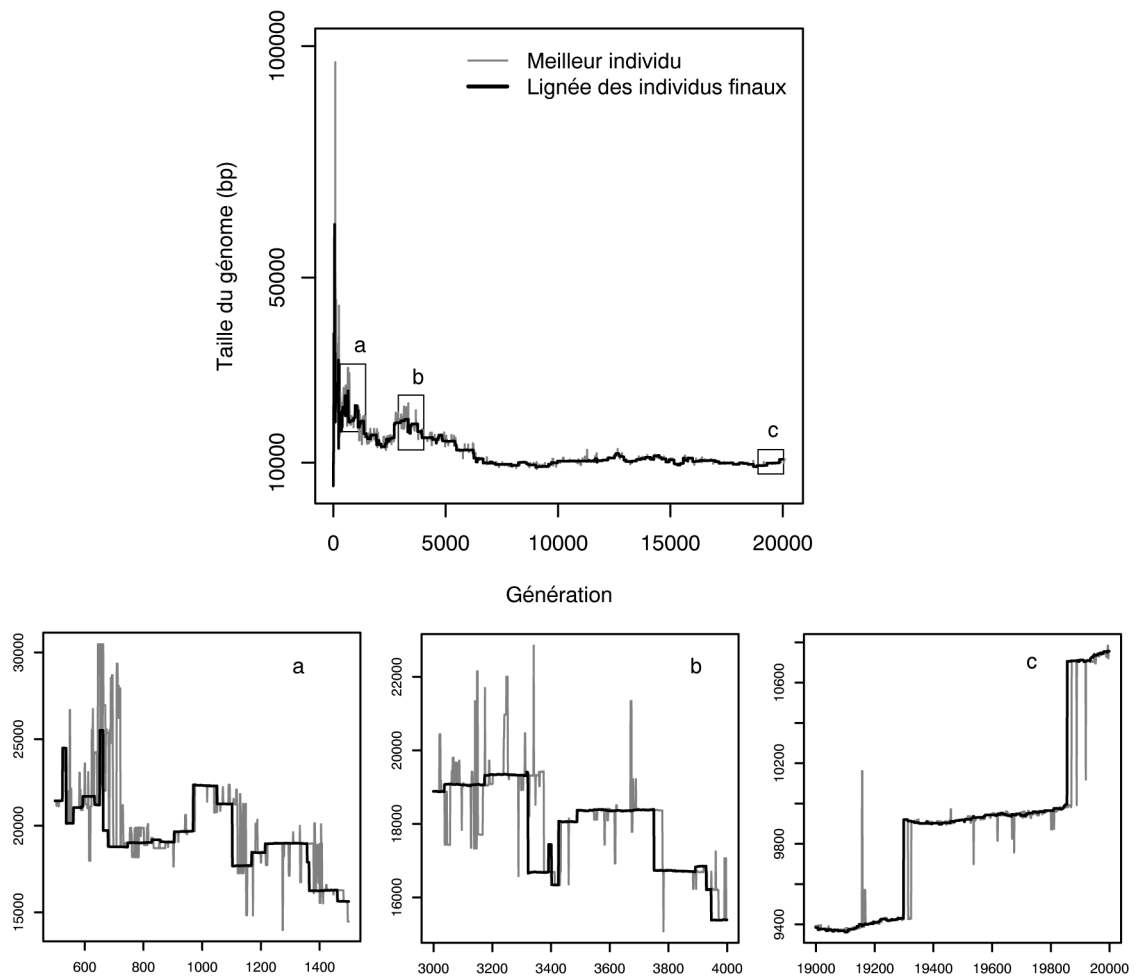 Meilleur individu
Lignée des individus finaux
Taille du génome (bp)
100000
50000
10000
a
b
c
0 5000 10000 15000 20000
Génération
a
30000
25000
20000
15000
600 800 1000 1200 1400
b
22000
20000
18000
16000
3000 3200 3400 3600 3800 4000
c
10600
10200
9800
9400
19000 19200 19400 19600 19800 20000